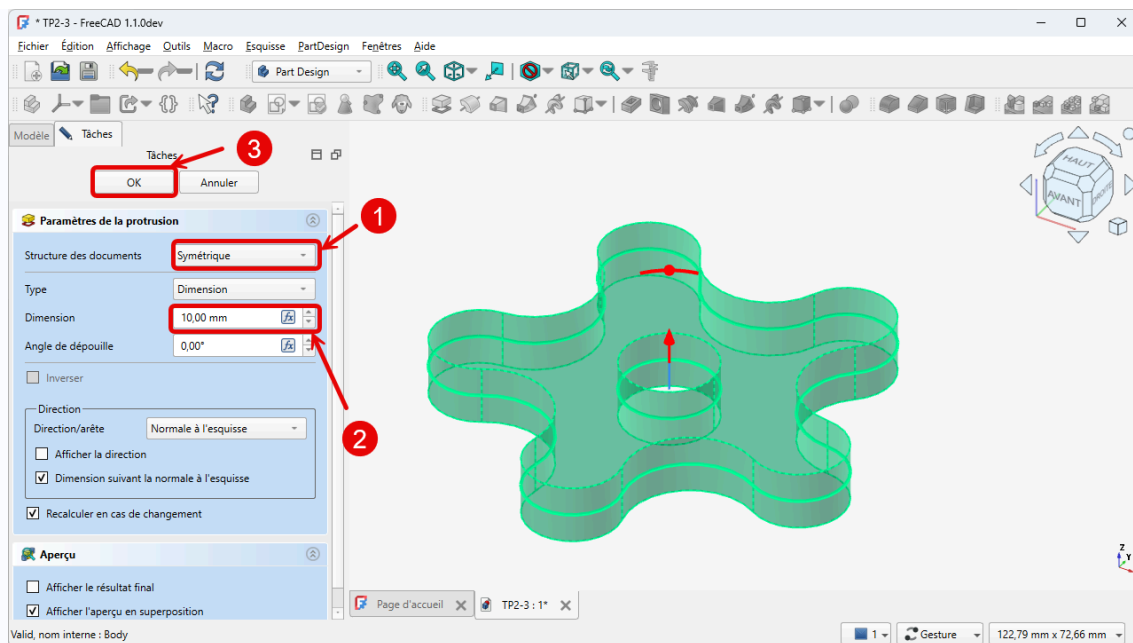 * TP2-3 - FreeCAD 1.1.0dev
Fichier Édition Affichage Outils Macro Esquisse PartDesign Fenêtres Aide
Part Design
Modèle Tâches
Tâches
3
OK Annuler
HAUT
AVANT DROITE
Paramètres de la protrusion
1
Structure des documents Symétrique
Type Dimension
Dimension 10,00 mm fx
Angle de dépouille 0,00° fx
Inverser
Direction
Direction/arête Normale à l'esquisse
2
Afficher la direction
Dimension suivant la normale à l'esquisse
Recalculer en cas de changement
Aperçu
Z
Y
Afficher le résultat final
Afficher l'aperçu en superposition
Page d'accueil TP2-3 : 1*
Valid, nom interne : Body 1 Gesture 122,79 mm x 72,66 mm